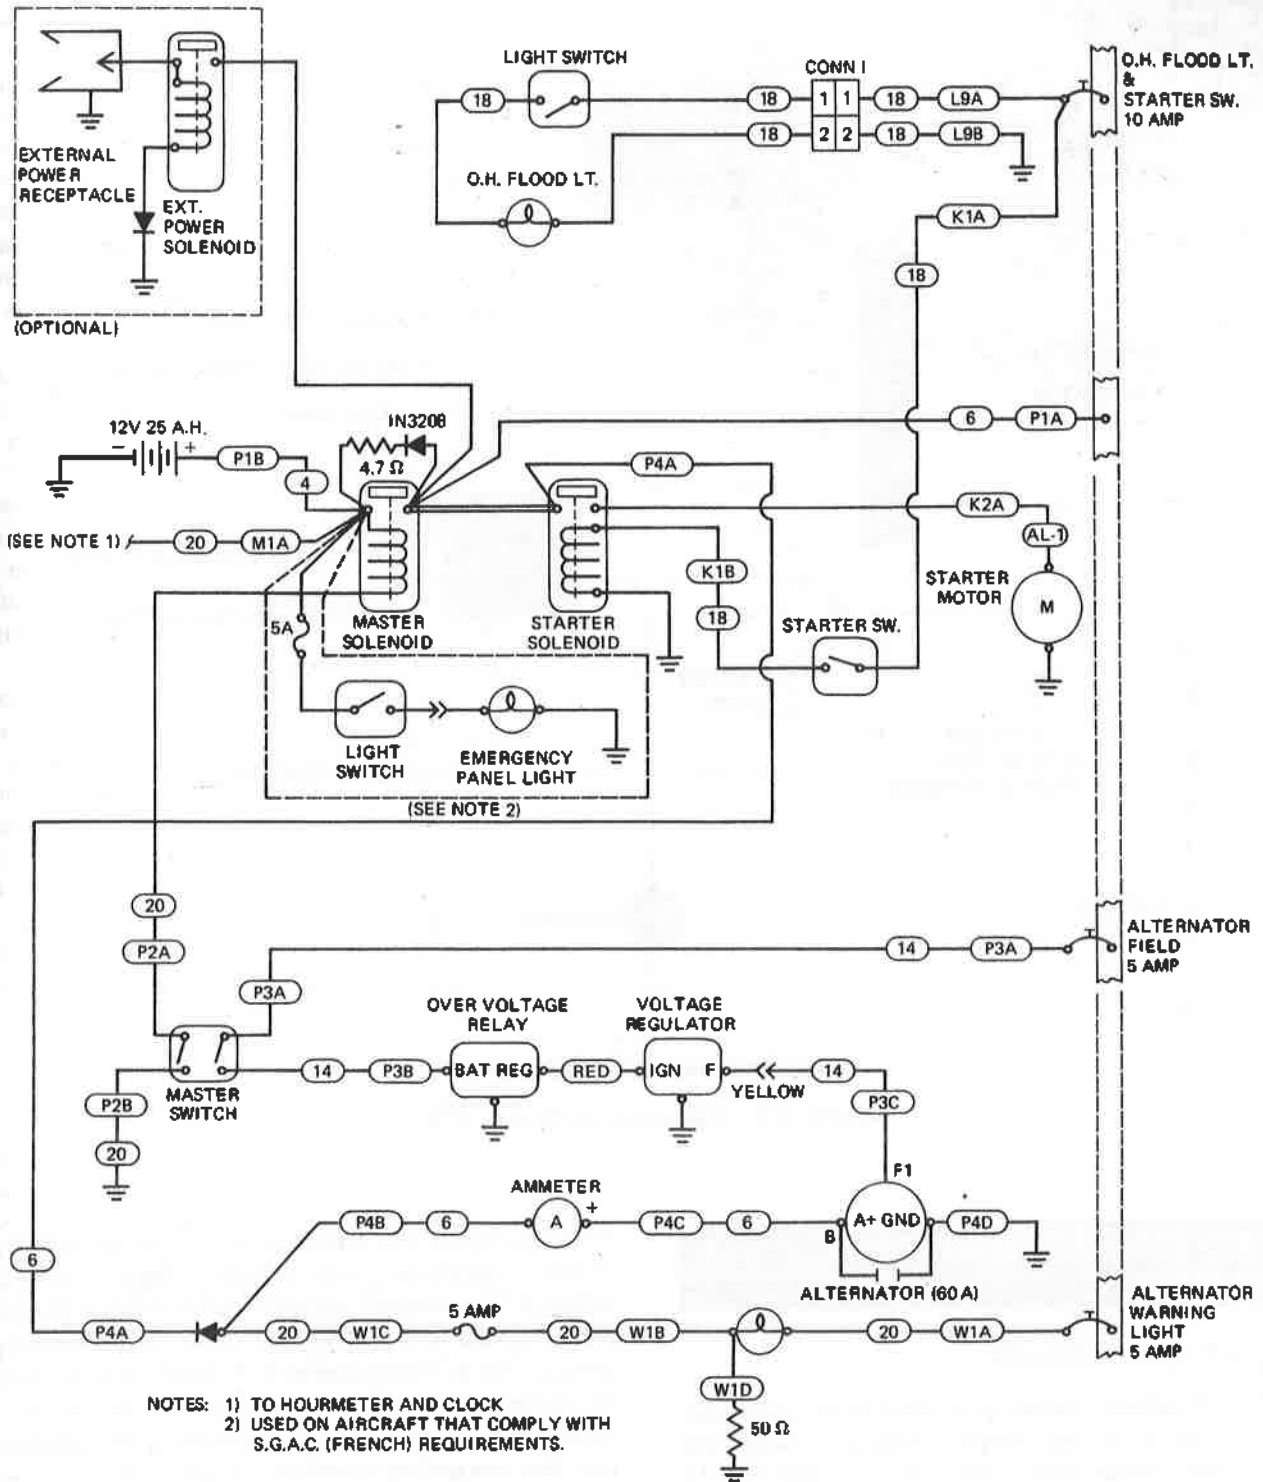 EXTERNAL
POWER
RECEPTACLE
EXT.
POWER
SOLENOID
(OPTIONAL)
LIGHT SWITCH
18
CONN I
18
1
1
18
L9A
18
2
2
18
L9B
O.H. FLOOD LT.
&
STARTER SW.
10 AMP
O.H. FLOOD LT.
K1A
18
12V 25 A.H.
-
+
P1B
4
IN3208
4.7 Ω
6
P1A
P4A
K2A
AL-1
(SEE NOTE 1)
20
M1A
K1B
18
STARTER
MOTOR
M
5A
MASTER
SOLENOID
STARTER
SOLENOID
STARTER SW.
LIGHT
SWITCH
EMERGENCY
PANEL LIGHT
(SEE NOTE 2)
20
P2A
P3A
14
P3A
ALTERNATOR
FIELD
5 AMP
OVER VOLTAGE
RELAY
VOLTAGE
REGULATOR
MASTER
SWITCH
14
P3B
BAT REG
RED
IGN F
YELLOW
14
P3C
P2B
20
F1
AMMETER
P4B
6
A
+
P4C
6
B
A+ GND
P4D
ALTERNATOR (60A)
6
P4A
20
W1C
5 AMP
20
W1B
20
W1A
ALTERNATOR
WARNING
LIGHT
5 AMP
W1D
50 Ω
NOTES: 1) TO HOURMETER AND CLOCK
2) USED ON AIRCRAFT THAT COMPLY WITH
S.G.A.C. (FRENCH) REQUIREMENTS.